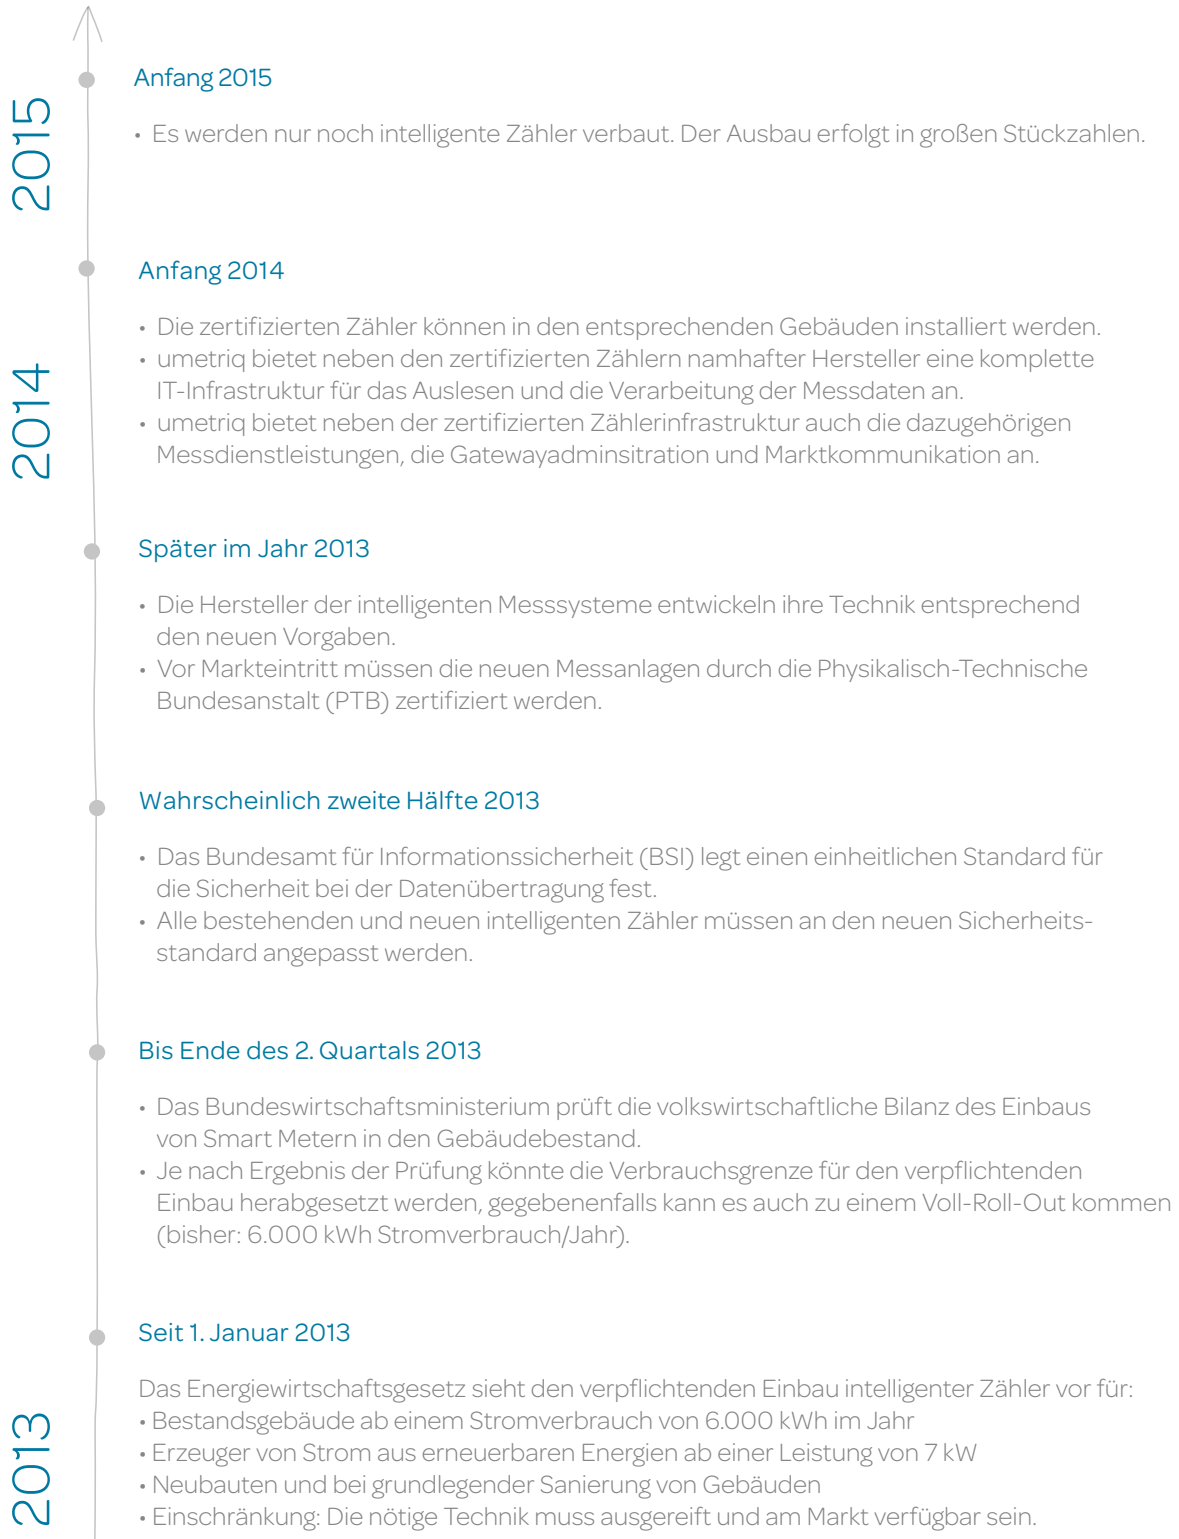 2015
Anfang 2015
• Es werden nur noch intelligente Zähler verbaut. Der Ausbau erfolgt in großen Stückzahlen.
2014
Anfang 2014
• Die zertifizierten Zähler können in den entsprechenden Gebäuden installiert werden.
• umetriq bietet neben den zertifizierten Zählern namhafter Hersteller eine komplette
IT-Infrastruktur für das Auslesen und die Verarbeitung der Messdaten an.
• umetriq bietet neben der zertifizierten Zählerinfrastruktur auch die dazugehörigen
Messdienstleistungen, die Gatewayadminsitration und Marktkommunikation an.
Später im Jahr 2013
• Die Hersteller der intelligenten Messsysteme entwickeln ihre Technik entsprechend
den neuen Vorgaben.
• Vor Markteintritt müssen die neuen Messanlagen durch die Physikalisch-Technische
Bundesanstalt (PTB) zertifiziert werden.
Wahrscheinlich zweite Hälfte 2013
• Das Bundesamt für Informationssicherheit (BSI) legt einen einheitlichen Standard für
die Sicherheit bei der Datenübertragung fest.
• Alle bestehenden und neuen intelligenten Zähler müssen an den neuen Sicherheits-
standard angepasst werden.
Bis Ende des 2. Quartals 2013
• Das Bundeswirtschaftsministerium prüft die volkswirtschaftliche Bilanz des Einbaus
von Smart Metern in den Gebäudebestand.
• Je nach Ergebnis der Prüfung könnte die Verbrauchsgrenze für den verpflichtenden
Einbau herabgesetzt werden, gegebenenfalls kann es auch zu einem Voll-Roll-Out kommen
(bisher: 6.000 kWh Stromverbrauch/Jahr).
2013
Seit 1. Januar 2013
Das Energiewirtschaftsgesetz sieht den verpflichtenden Einbau intelligenter Zähler vor für:
• Bestandsgebäude ab einem Stromverbrauch von 6.000 kWh im Jahr
• Erzeuger von Strom aus erneuerbaren Energien ab einer Leistung von 7 kW
• Neubauten und bei grundlegender Sanierung von Gebäuden
• Einschränkung: Die nötige Technik muss ausgereift und am Markt verfügbar sein.